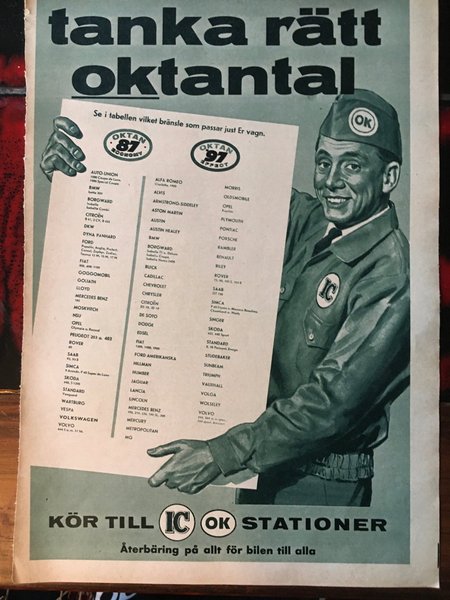 tanka rätt
oktantal
Se i tabellen vilket bränsle som passar just Er vagn.
OKTAN
87
ECONOMY
AUTO-UNION
BMW
BORGWARD
CITROËN
DKW
DYNA PANHARD
FORD
FIAT
GOGGOMOBIL
GOLIATH
LLOYD
MERCEDES BENZ
MOSKVITCH
NSU
OPEL
PEUGEOT 203 o. 403
ROVER
SAAB
SIMCA
SKODA
STANDARD
WARTBURG
VESPA
VOLKSWAGEN
VOLVO
OKTAN
97
EFFECT
ALFA ROMEO
ALVIS
ARMSTRONG-SIDDELEY
ASTON MARTIN
AUSTIN
AUSTIN HEALEY
BMW
BORGWARD
BUICK
CADILLAC
CHEVROLET
CHRYSLER
CITROËN
DE SOTO
DODGE
EDSEL
FIAT
FORD AMERIKANSKA
HILLMAN
HUMBER
JAGUAR
LANCIA
LINCOLN
MERCEDES BENZ
MERCURY
METROPOLITAN
MG
MORRIS
OLDSMOBILE
OPEL
PLYMOUTH
PONTIAC
PORSCHE
RAMBLER
RENAULT
RILEY
ROVER
SAAB
SIMCA
SINGER
SKODA
STANDARD
STUDEBAKER
SUNBEAM
TRIUMPH
VAUXHALL
VOLGA
WOLSELEY
VOLVO
OK
IC
KÖR TILL IC OK STATIONER
Återbäring på allt för bilen till alla